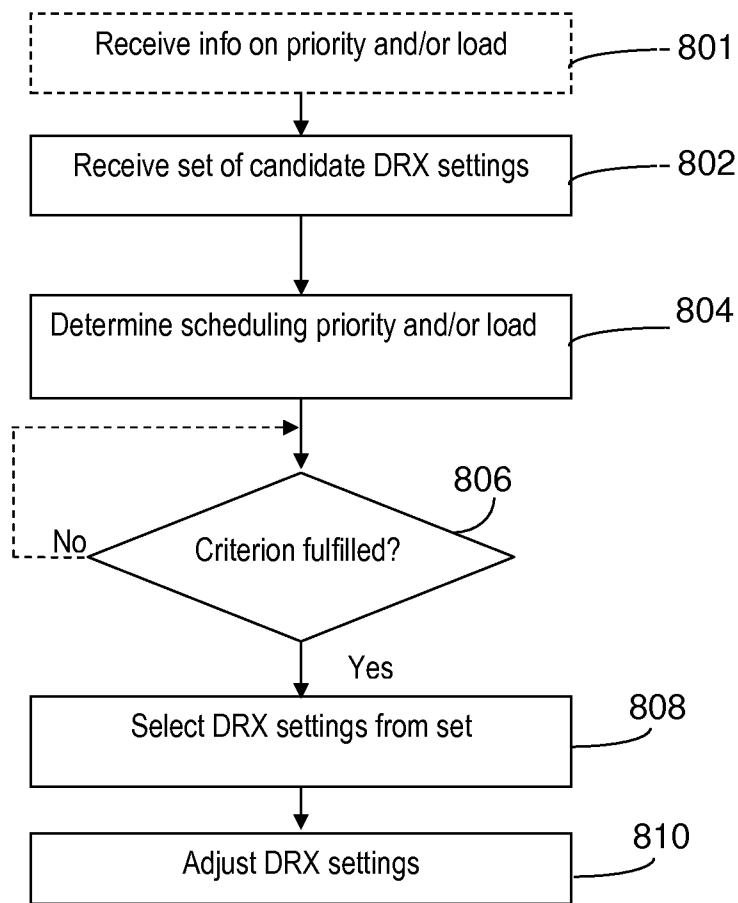 Receive info on priority and/or load
801
Receive set of candidate DRX settings
802
Determine scheduling priority and/or load
804
806
Criterion fulfilled?
No
Yes
Select DRX settings from set
808
Adjust DRX settings
810